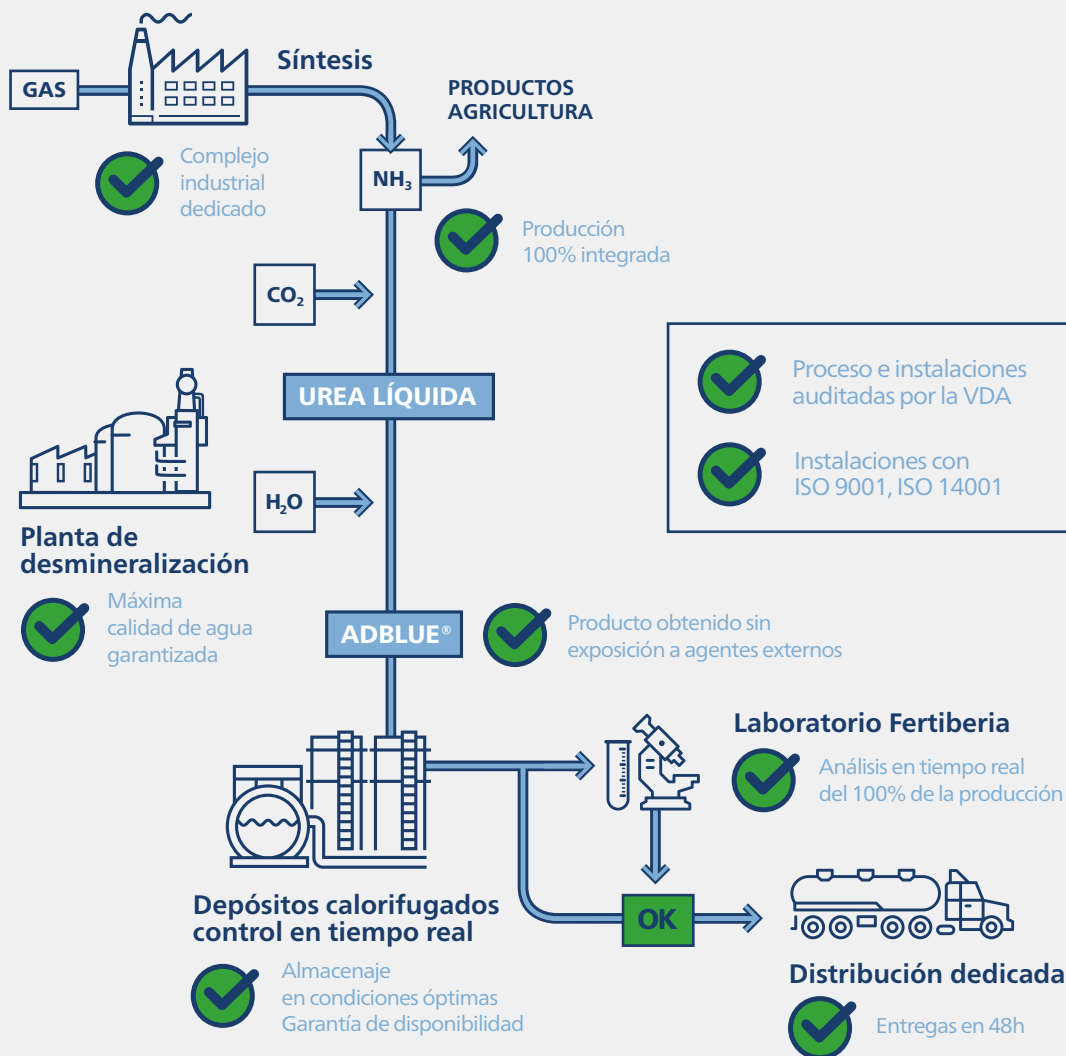 GAS
Síntesis
Complejo
industrial
dedicado
PRODUCTOS
AGRICULTURA
NH₃
Producción
100% integrada
CO₂
UREA LÍQUIDA
Proceso e instalaciones
auditadas por la VDA
Instalaciones con
ISO 9001, ISO 14001
H₂O
Planta de
desmineralización
Máxima
calidad de agua
garantizada
ADBLUE®
Producto obtenido sin
exposición a agentes externos
Laboratorio Fertiberia
Análisis en tiempo real
del 100% de la producción
Depósitos calorifugados
control en tiempo real
Almacenaje
en condiciones óptimas
Garantía de disponibilidad
OK
Distribución dedicada
Entregas en 48h